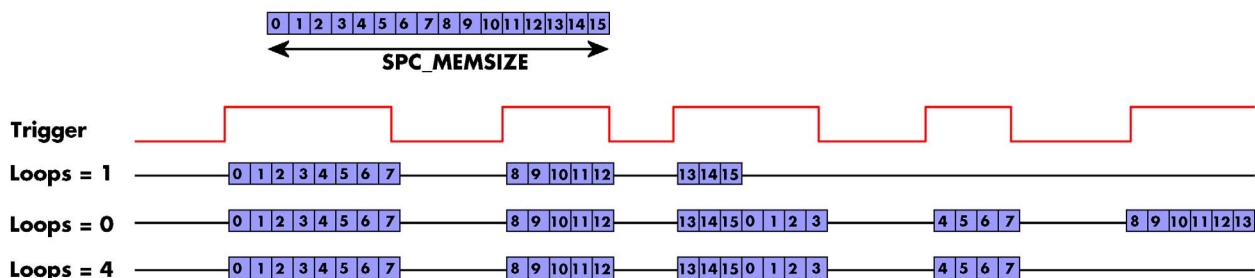 0 1 2 3 4 5 6 7 8 9 10 11 12 13 14 15
SPC_MEMSIZE
Trigger
Loops = 1 0 1 2 3 4 5 6 7 8 9 10 11 12 13 14 15
Loops = 0 0 1 2 3 4 5 6 7 8 9 10 11 12 13 14 15 0 1 2 3 4 5 6 7 8 9 10 11 12 13
Loops = 4 0 1 2 3 4 5 6 7 8 9 10 11 12 13 14 15 0 1 2 3 4 5 6 7